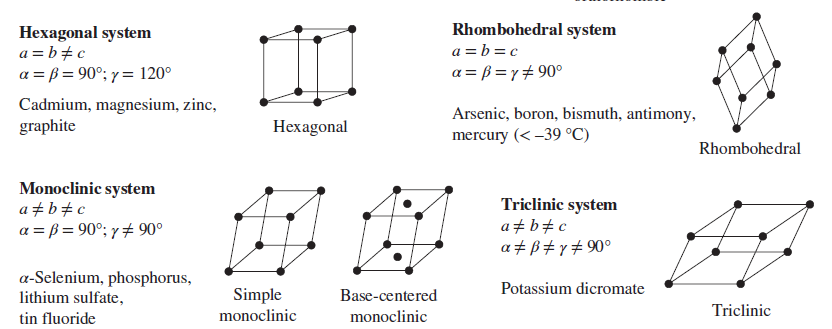 Hexagonal system
a = b ≠ c
α = β = 90°; γ = 120°
Cadmium, magnesium, zinc,
graphite
Hexagonal
Rhombohedral system
a = b = c
α = β = γ ≠ 90°
Arsenic, boron, bismuth, antimony,
mercury (< –39 °C)
Rhombohedral
Monoclinic system
a ≠ b ≠ c
α = β = 90°; γ ≠ 90°
α-Selenium, phosphorus,
lithium sulfate,
tin fluoride
Simple
monoclinic
Base-centered
monoclinic
Triclinic system
a ≠ b ≠ c
α ≠ β ≠ γ ≠ 90°
Potassium dicromate
Triclinic